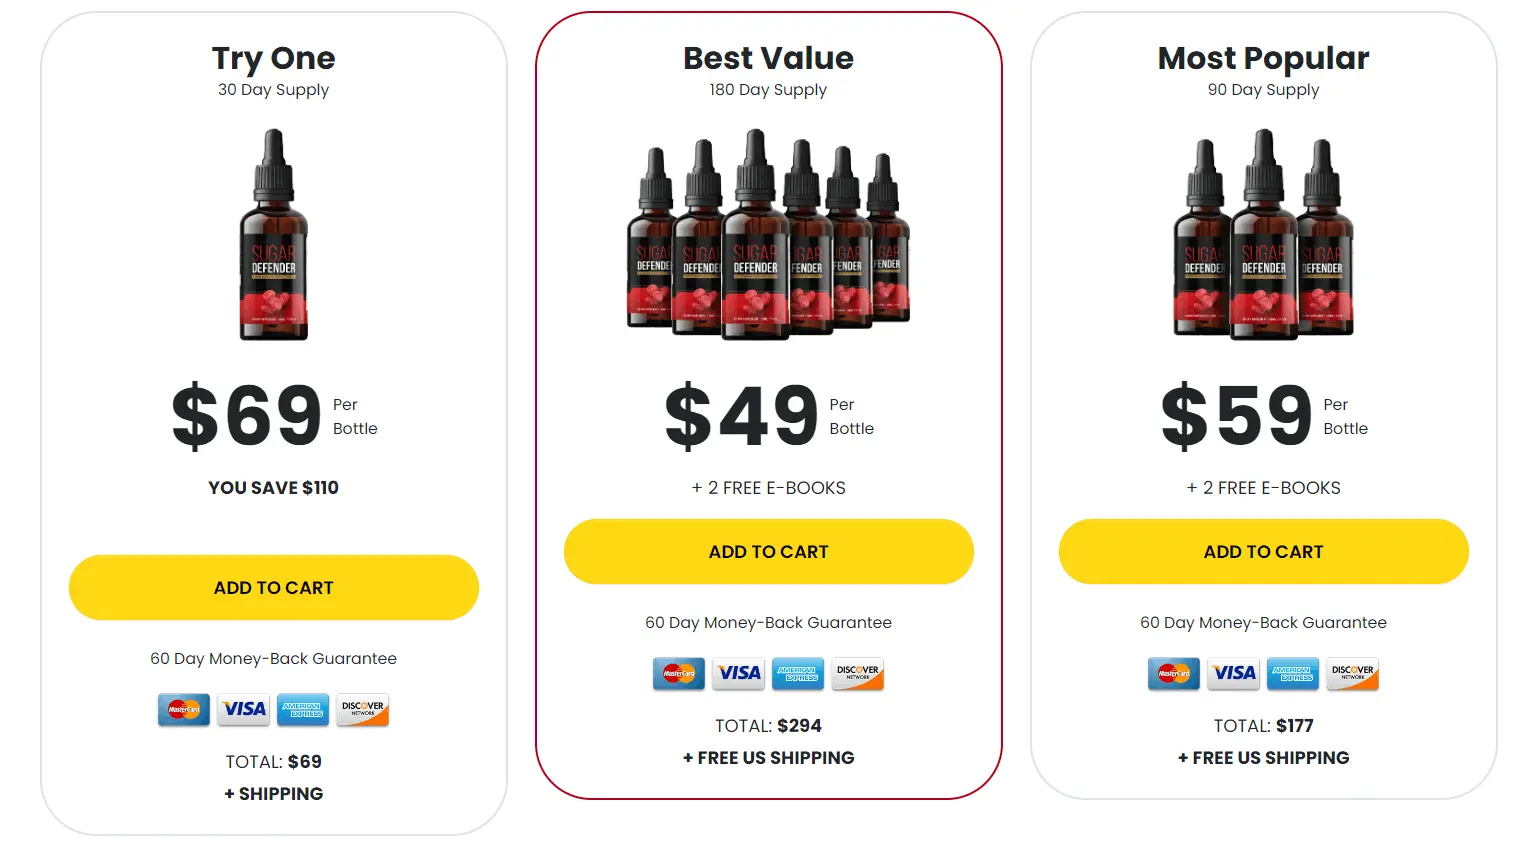 Try One
30 Day Supply
SUGAR
DEFENDER
$69 Per
Bottle
YOU SAVE $110
ADD TO CART
60 Day Money-Back Guarantee
MasterCard VISA AMERICAN EXPRESS DISCOVER NETWORK
TOTAL: $69
+ SHIPPING
Best Value
180 Day Supply
SUGAR SUGAR SUGAR
DEFENDER DEFENDER DEFENDER FENDER FENDER FENDER
$49 Per
Bottle
+ 2 FREE E-BOOKS
ADD TO CART
60 Day Money-Back Guarantee
MasterCard VISA AMERICAN EXPRESS DISCOVER NETWORK
TOTAL: $294
+ FREE US SHIPPING
Most Popular
90 Day Supply
SUGAR SUGAR SUGAR
DEFENDER DEFENDER DEFENDER
$59 Per
Bottle
+ 2 FREE E-BOOKS
ADD TO CART
60 Day Money-Back Guarantee
MasterCard VISA AMERICAN EXPRESS DISCOVER NETWORK
TOTAL: $177
+ FREE US SHIPPING